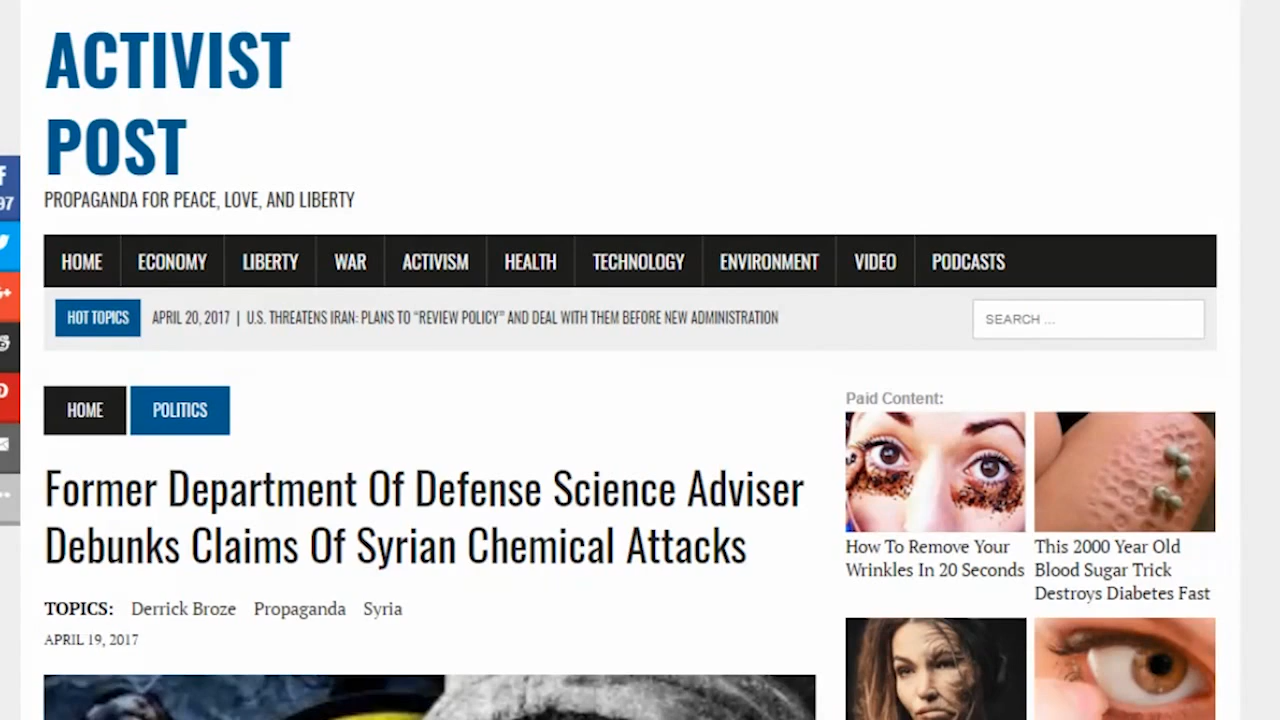 ACTIVIST
POST
PROPAGANDA FOR PEACE, LOVE, AND LIBERTY
97
HOME ECONOMY LIBERTY WAR ACTIVISM HEALTH TECHNOLOGY ENVIRONMENT VIDEO PODCASTS
HOT TOPICS APRIL 20, 2017 | U.S. THREATENS IRAN: PLANS TO “REVIEW POLICY” AND DEAL WITH THEM BEFORE NEW ADMINISTRATION SEARCH ...
HOME POLITICS
Former Department Of Defense Science Adviser
Debunks Claims Of Syrian Chemical Attacks
TOPICS: Derrick Broze Propaganda Syria
APRIL 19, 2017
Paid Content:
How To Remove Your
Wrinkles In 20 Seconds
This 2000 Year Old
Blood Sugar Trick
Destroys Diabetes Fast